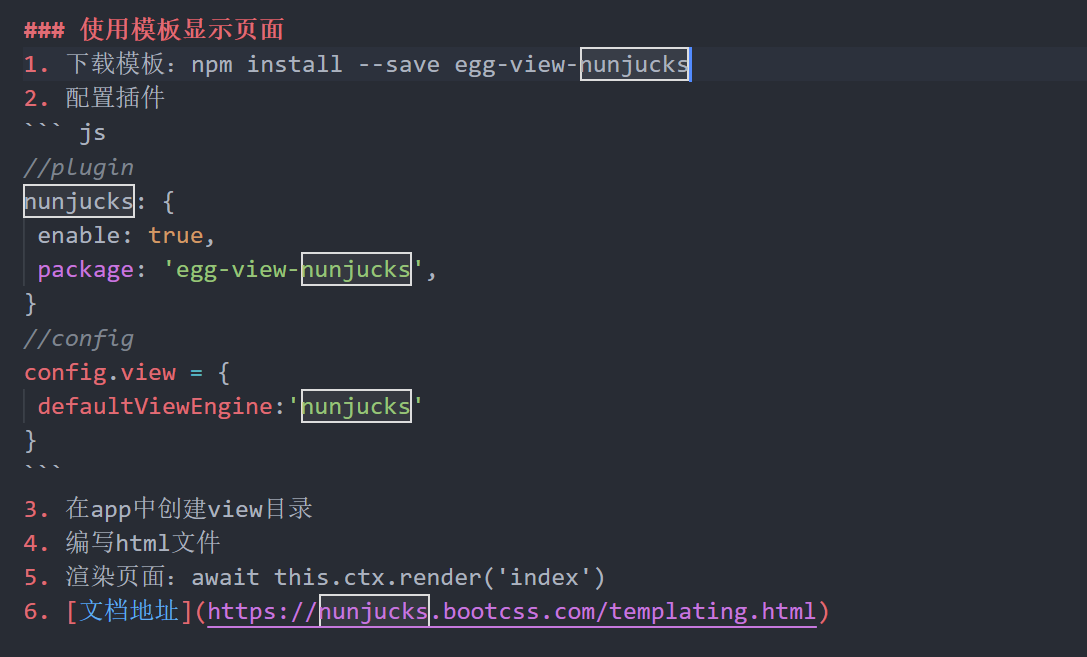 ### 使用模板显示页面
1. 下载模板：npm install --save egg-view-nunjucks
2. 配置插件
``` js
//plugin
nunjucks: {
 enable: true,
 package: 'egg-view-nunjucks',
}
//config
config.view = {
 defaultViewEngine:'nunjucks'
}
```
3. 在app中创建view目录
4. 编写html文件
5. 渲染页面：await this.ctx.render('index')
6. [文档地址](https://nunjucks.bootcss.com/templating.html)